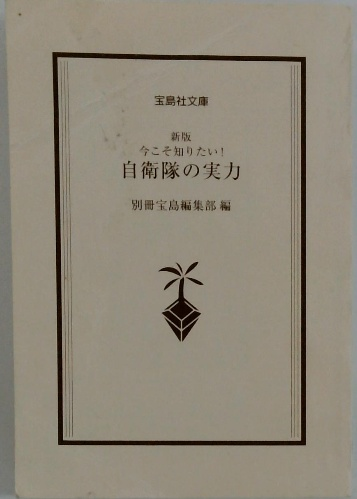 宝島社文庫
新版
今こそ知りたい!
自衛隊の実力
別冊宝島編集部 編